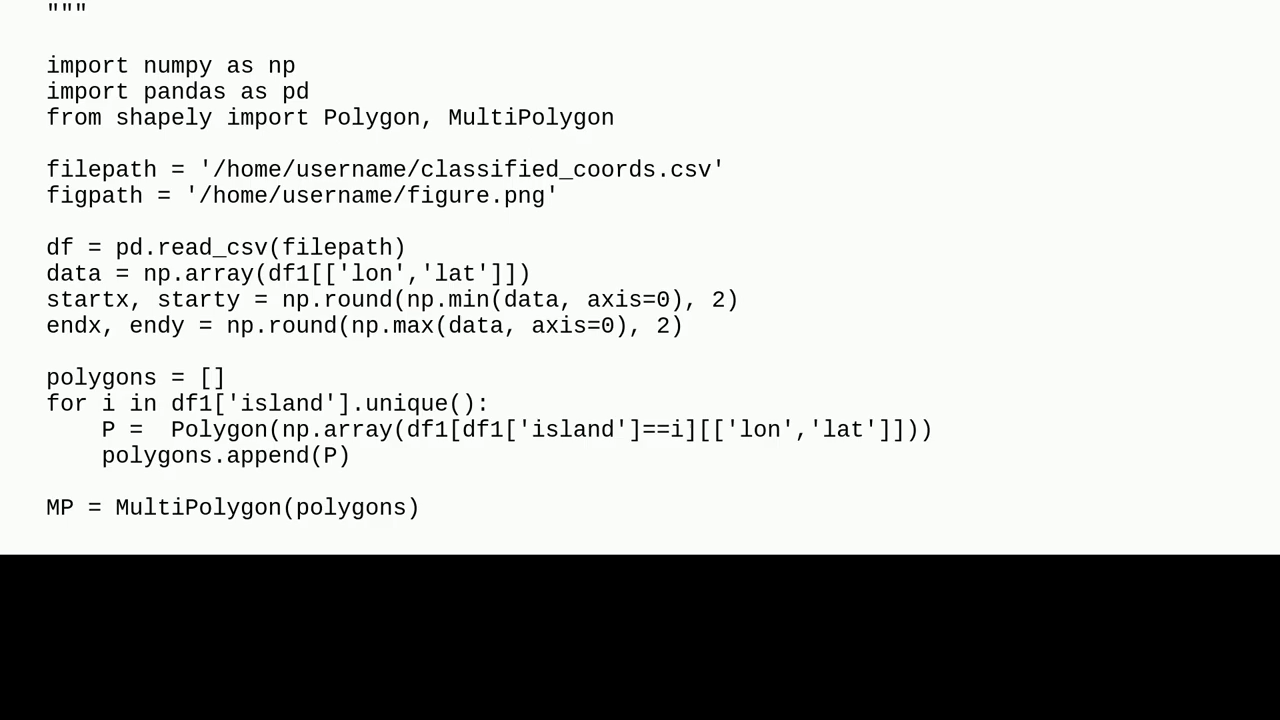 """
import numpy as np
import pandas as pd
from shapely import Polygon, MultiPolygon
filepath = '/home/username/classified_coords.csv'
figpath = '/home/username/figure.png'
df = pd.read_csv(filepath)
data = np.array(df1[['lon','lat']])
startx, starty = np.round(np.min(data, axis=0), 2)
endx, endy = np.round(np.max(data, axis=0), 2)
polygons = []
for i in df1['island'].unique():
    P =  Polygon(np.array(df1[df1['island']==i][['lon','lat']]))
    polygons.append(P)
MP = MultiPolygon(polygons)